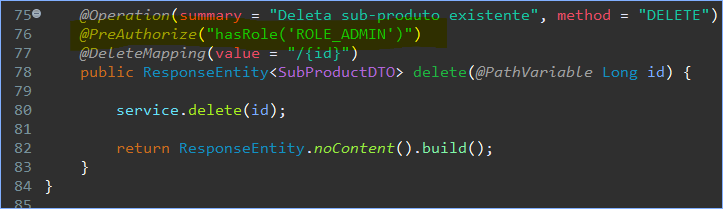 75 @Operation(summary = "Deleta sub-produto existente", method = "DELETE")
76 @PreAuthorize("hasRole('ROLE_ADMIN')")
77 @DeleteMapping(value = "/{id}")
78 public ResponseEntity<SubProductDTO> delete(@PathVariable Long id) {
79
80 service.delete(id);
81
82 return ResponseEntity.noContent().build();
83 }
84 }
85